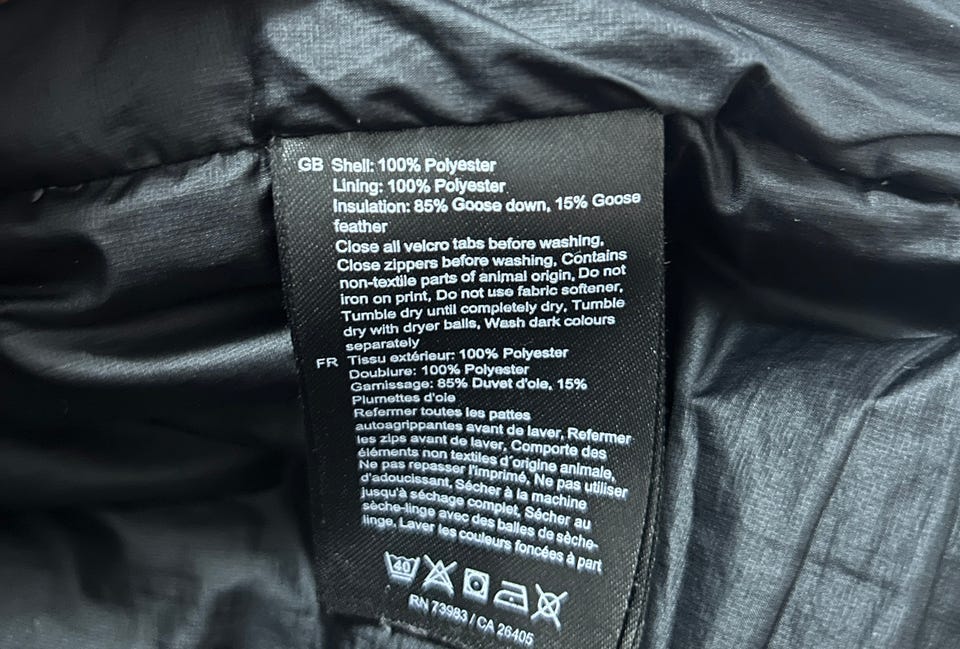 GB Shell: 100% Polyester
Lining: 100% Polyester
Insulation: 85% Goose down, 15% Goose
feather
Close all velcro tabs before washing,
Close zippers before washing, Contains
non-textile parts of animal origin, Do not
iron on print, Do not use fabric softener,
Tumble dry until completely dry, Tumble
dry with dryer balls, Wash dark colours
separately
FR Tissu extérieur: 100% Polyester
Doublure: 100% Polyester
Garnissage: 85% Duvet d'oie, 15%
Plumettes d'oie
Refermer toutes les pattes
autoagrippantes avant de laver, Refermer
les zips avant de laver, Comporte des
éléments non textiles d'origine animale,
Ne pas repasser l'imprimé, Ne pas utiliser
d'adoucissant, Sécher à la machine
jusqu'à séchage complet, Sécher au
sèche-linge avec des balles de sèche-
linge, Laver les couleurs foncées à part
40
RN 73983 / CA 26405